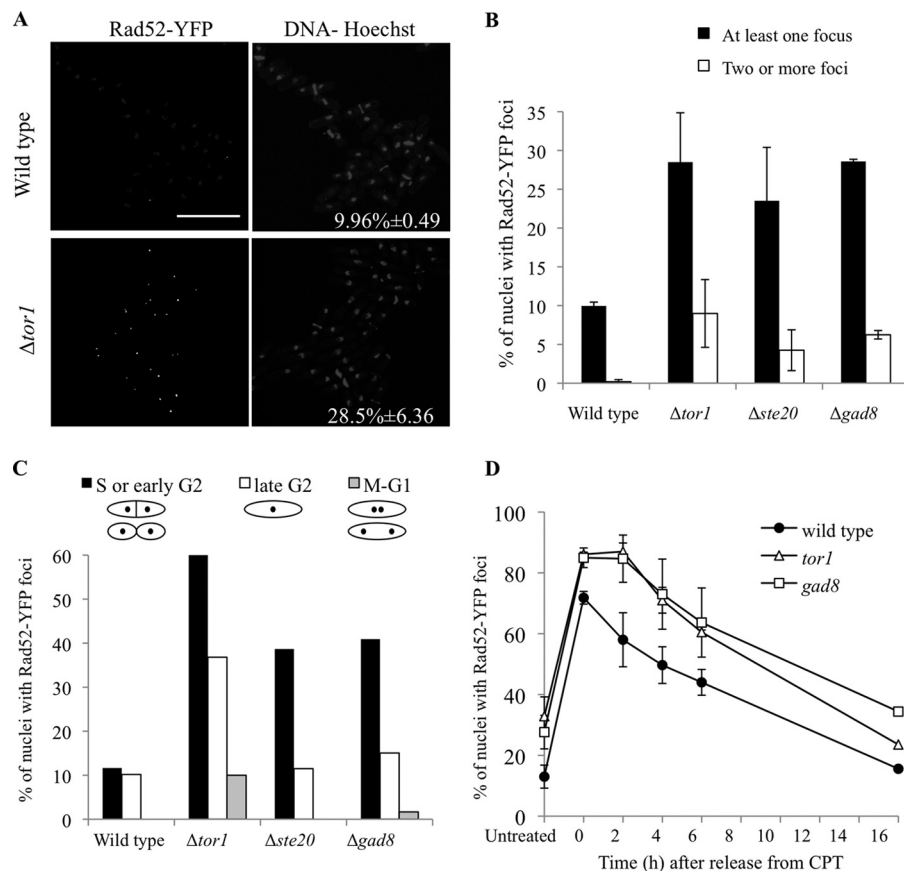 A
Rad52-YFP
DNA- Hoechst
Wild type
9.96%±0.49
Δtor1
28.5%±6.36
B
At least one focus
Two or more foci
% of nuclei with Rad52-YFP foci
35
30
25
20
15
10
5
0
Wild type
Δtor1
Δste20
Δgad8
C
S or early G2
late G2
M-G1
% of nuclei with Rad52-YFP foci
60
50
40
30
20
10
0
Wild type
Δtor1
Δste20
Δgad8
D
wild type
tor1
gad8
% of nuclei with Rad52-YFP foci
100
80
60
40
20
0
Untreated 0 2 4 6 8 10 12 14 16
Time (h) after release from CPT